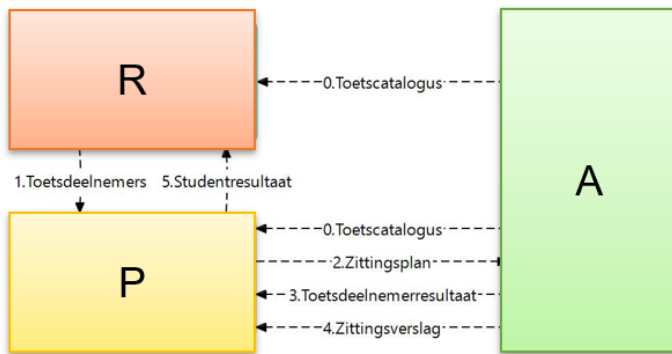 R
0.Toetscatalogus
A
1.Toetsdeelnemers
5.Studentresultaat
P
0.Toetscatalogus
2.Zittingsplan
3.Toetsdeelnemerresultaat
4.Zittingsverslag